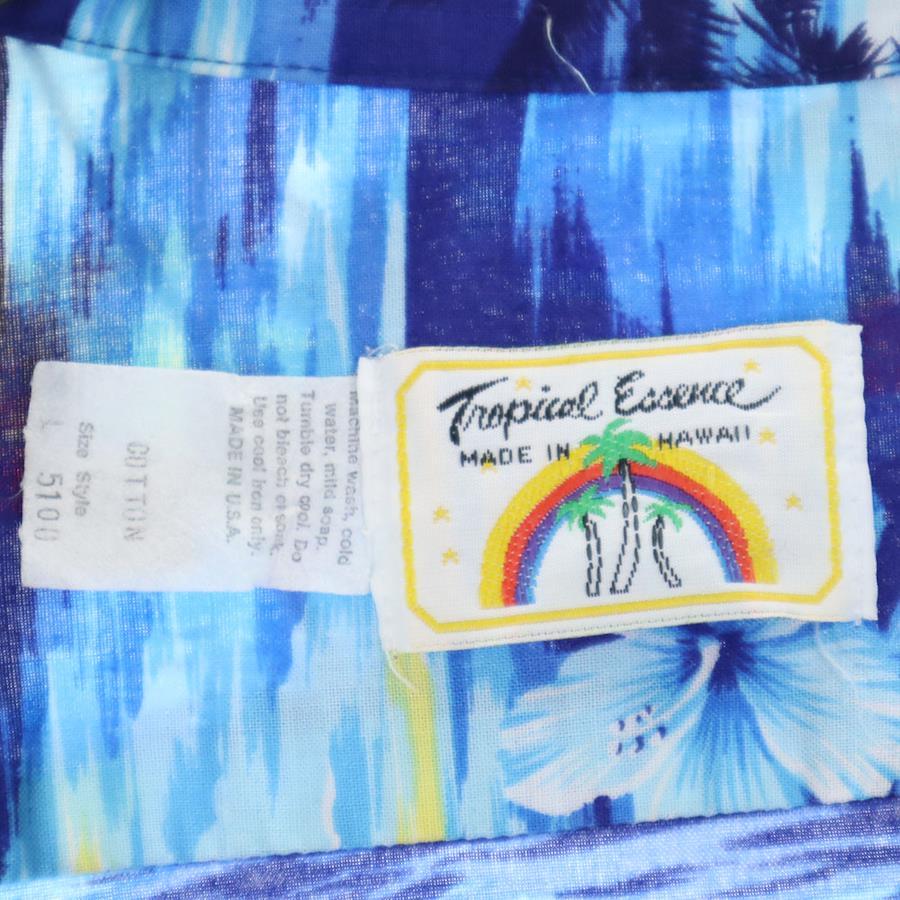 Tropical Essence
MADE IN HAWAII
Machine wash, cold
water, mild soap.
Tumble dry cool. Do
not bleach or soak.
Use cool iron only.
MADE IN U.S.A.
COTTON
Size Style
L 5100